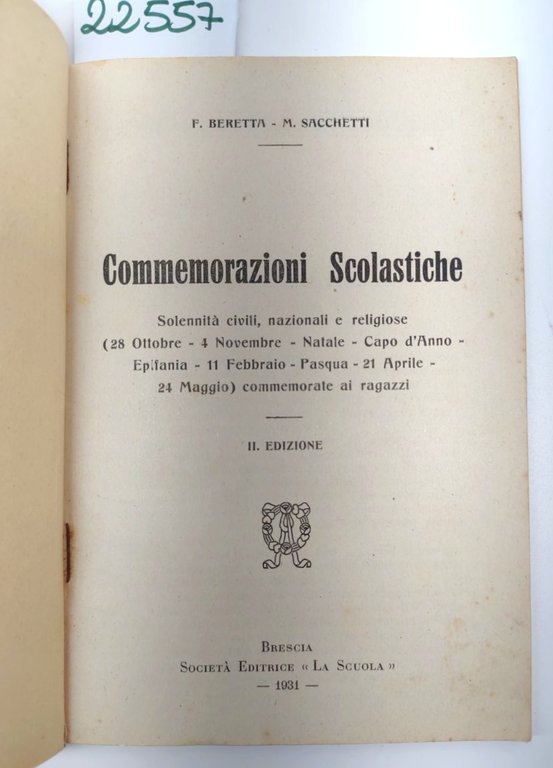 22557
F. BERETTA - M. SACCHETTI
Commemorazioni Scolastiche
Solennità civili, nazionali e religiose
(28 Ottobre - 4 Novembre - Natale - Capo d'Anno -
Epifania - 11 Febbraio - Pasqua - 21 Aprile -
24 Maggio) commemorate ai ragazzi
II. EDIZIONE
BRESCIA
SOCIETÀ EDITRICE « LA SCUOLA »
— 1931 —